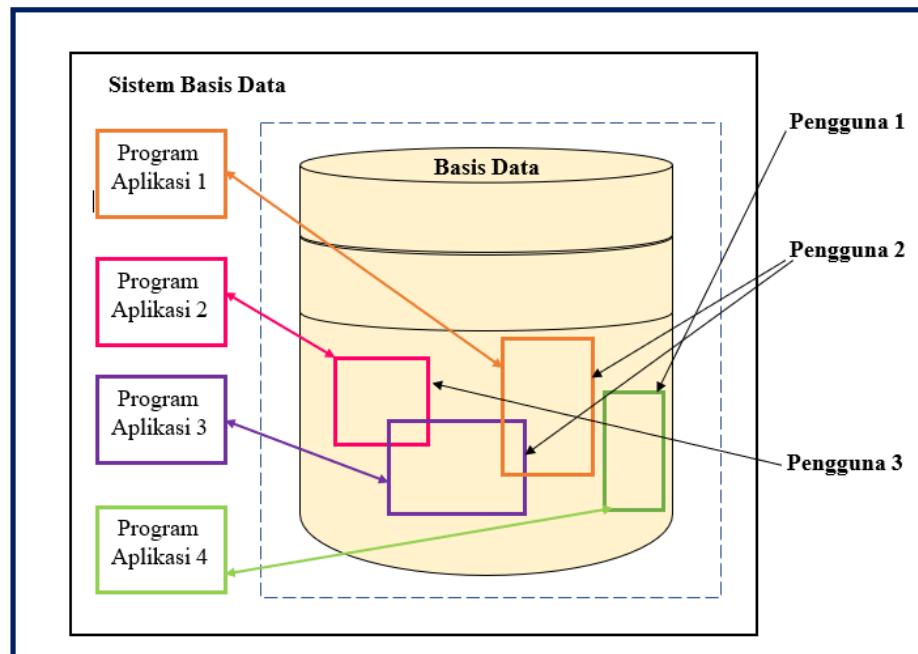 Sistem Basis Data
Program
Aplikasi 1
Program
Aplikasi 2
Program
Aplikasi 3
Program
Aplikasi 4
Basis Data
Pengguna 1
Pengguna 2
Pengguna 3